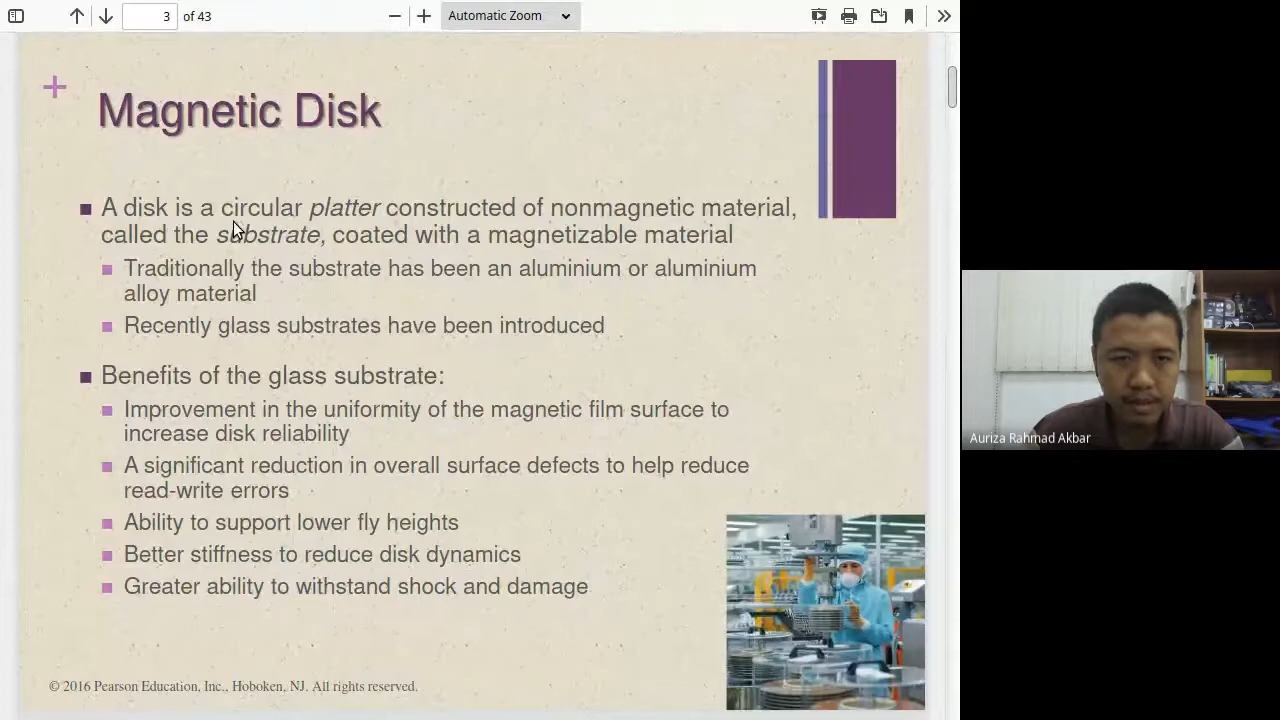 3 of 43
Automatic Zoom
+
Magnetic Disk
A disk is a circular platter constructed of nonmagnetic material,
called the substrate, coated with a magnetizable material
Traditionally the substrate has been an aluminium or aluminium
alloy material
Recently glass substrates have been introduced
Benefits of the glass substrate:
Improvement in the uniformity of the magnetic film surface to
increase disk reliability
A significant reduction in overall surface defects to help reduce
read-write errors
Ability to support lower fly heights
Better stiffness to reduce disk dynamics
Greater ability to withstand shock and damage
© 2016 Pearson Education, Inc., Hoboken, NJ. All rights reserved.
Auriza Rahmad Akbar